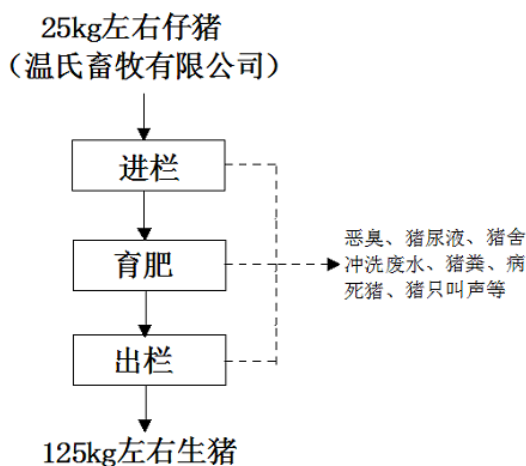 25kg左右仔猪
（温氏畜牧有限公司）
进栏
育肥
恶臭、猪尿液、猪舍
冲洗废水、猪粪、病
死猪、猪只叫声等
出栏
125kg左右生猪